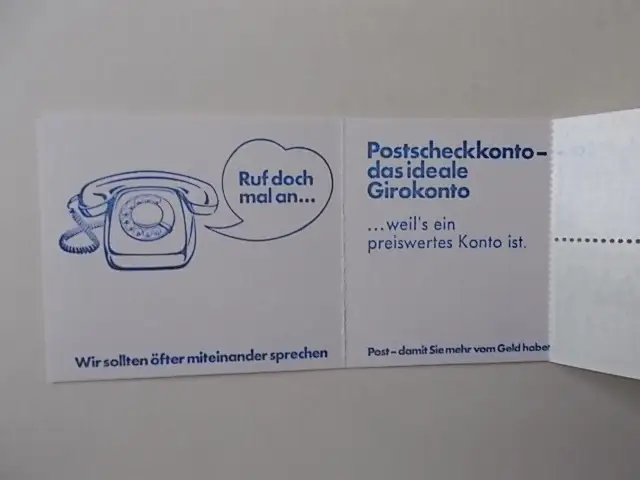 Ruf doch
mal an...
Wir sollten öfter miteinander sprechen
Postscheckkonto–
das ideale
Girokonto
...weil's ein
preiswertes Konto ist.
Post – damit Sie mehr vom Geld haben